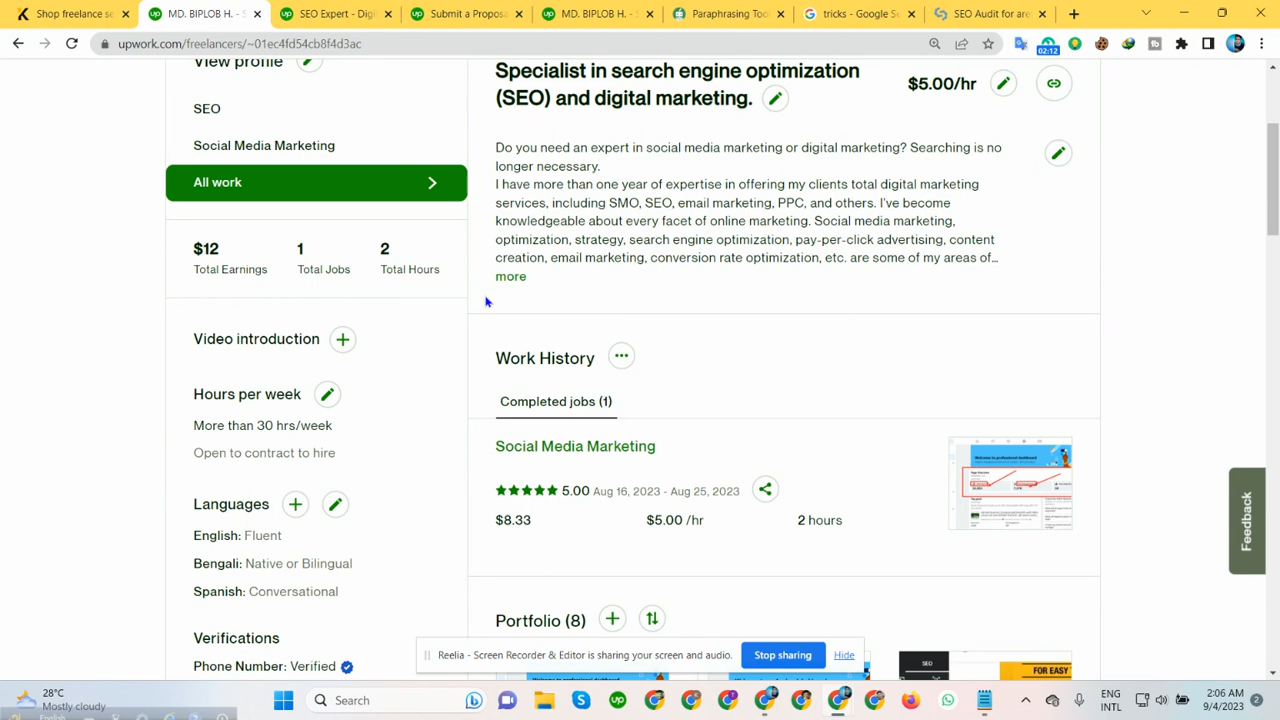 Shop freelance se
MD. BIPLOB H. - S
SEO Expert - Digi
Submit a Proposa
MD. BIPLOB H. - S
Paraphrasing Too
tricks - Google Se
SEO Audit for are
upwork.com/freelancers/~01ec4fd54cb8f4d3ac
02:12
View profile
SEO
Social Media Marketing
All work
$12
Total Earnings
1
Total Jobs
2
Total Hours
Video introduction
Hours per week
More than 30 hrs/week
Open to contract to hire
Languages
English: Fluent
Bengali: Native or Bilingual
Spanish: Conversational
Verifications
Phone Number: Verified
Specialist in search engine optimization
(SEO) and digital marketing.
$5.00/hr
Do you need an expert in social media marketing or digital marketing? Searching is no
longer necessary.
I have more than one year of expertise in offering my clients total digital marketing
services, including SMO, SEO, email marketing, PPC, and others. I've become
knowledgeable about every facet of online marketing. Social media marketing,
optimization, strategy, search engine optimization, pay-per-click advertising, content
creation, email marketing, conversion rate optimization, etc. are some of my areas of...
more
Work History
Completed jobs (1)
Social Media Marketing
5.00 Aug 16, 2023 - Aug 25, 2023
$8.33 $5.00 /hr 2 hours
Portfolio (8)
SEO
FOR EASY
Feedback
Reelia - Screen Recorder & Editor is sharing your screen and audio. Stop sharing Hide
28°C
Mostly cloudy
English
Search
ENG
INTL
2:06 AM
9/4/2023
2